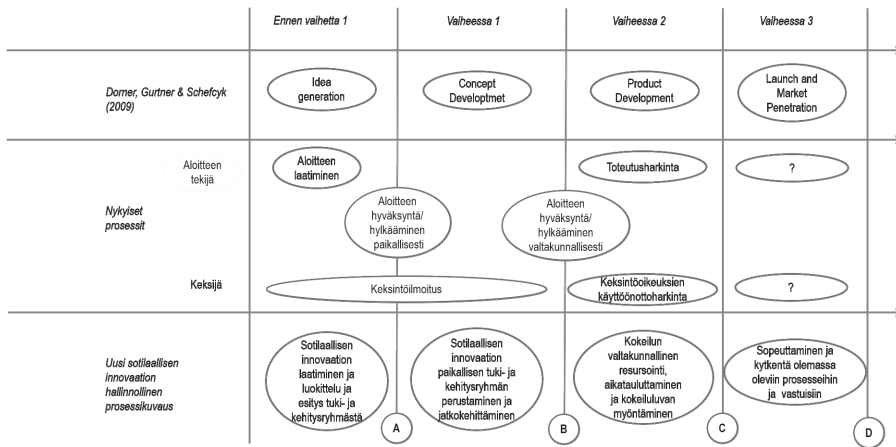 Ennen vaihetta 1
Vaiheessa 1
Vaiheessa 2
Vaiheessa 3
Dorner, Gurtner & Schefcyk
(2009)
Idea
generation
Concept
Developtmet
Product
Development
Launch and
Market
Penetration
Nykyiset
prosessit
Aloitteen
tekijä
Aloitteen
laatiminen
Aloitteen
hyväksyntä/
hylkääminen
paikallisesti
Aloitteen
hyväksyntä/
hylkääminen
valtakunnallisesti
Toteutusharkinta
?
Keksijä
Keksintöilmoitus
Keksintöoikeuksien
käyttöönottoharkinta
?
Uusi sotilaallisen
innovaation
hallinnollinen
prosessikuvaus
Sotilaallisen
innovaation
laatiminen ja
luokittelu ja
esitys tuki- ja
kehitysryhmästä
Sotilaallisen
innovaation
paikallisen tuki- ja
kehitysryhmän
perustaminen ja
jatkokehittäminen
Kokeilun
valtakunnallinen
resursointi,
aikatauluttaminen
ja kokeiluluvan
myöntäminen
Sopeuttaminen ja
kytkentä olemassa
oleviin prosesseihin
ja vastuisiin
A
B
C
D